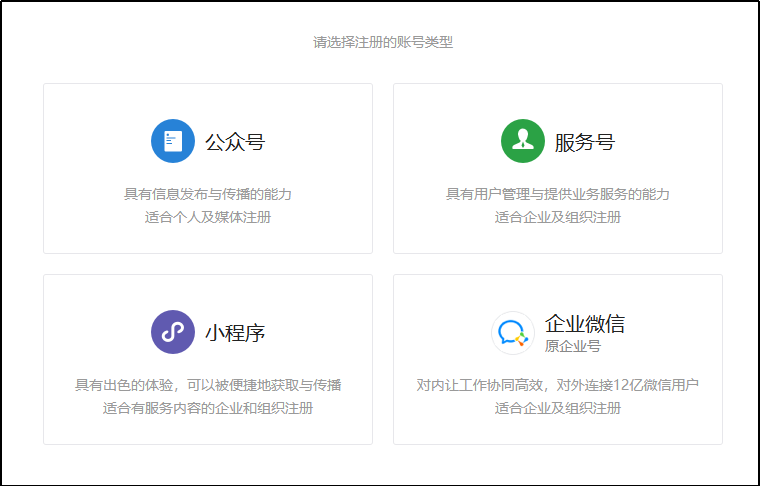 请选择注册的账号类型
公众号
具有信息发布与传播的能力
适合个人及媒体注册
服务号
具有用户管理与提供业务服务的能力
适合企业及组织注册
小程序
具有出色的体验，可以被便捷地获取与传播
适合有服务内容的企业和组织注册
企业微信
原企业号
对内让工作协同高效，对外连接12亿微信用户
适合企业及组织注册